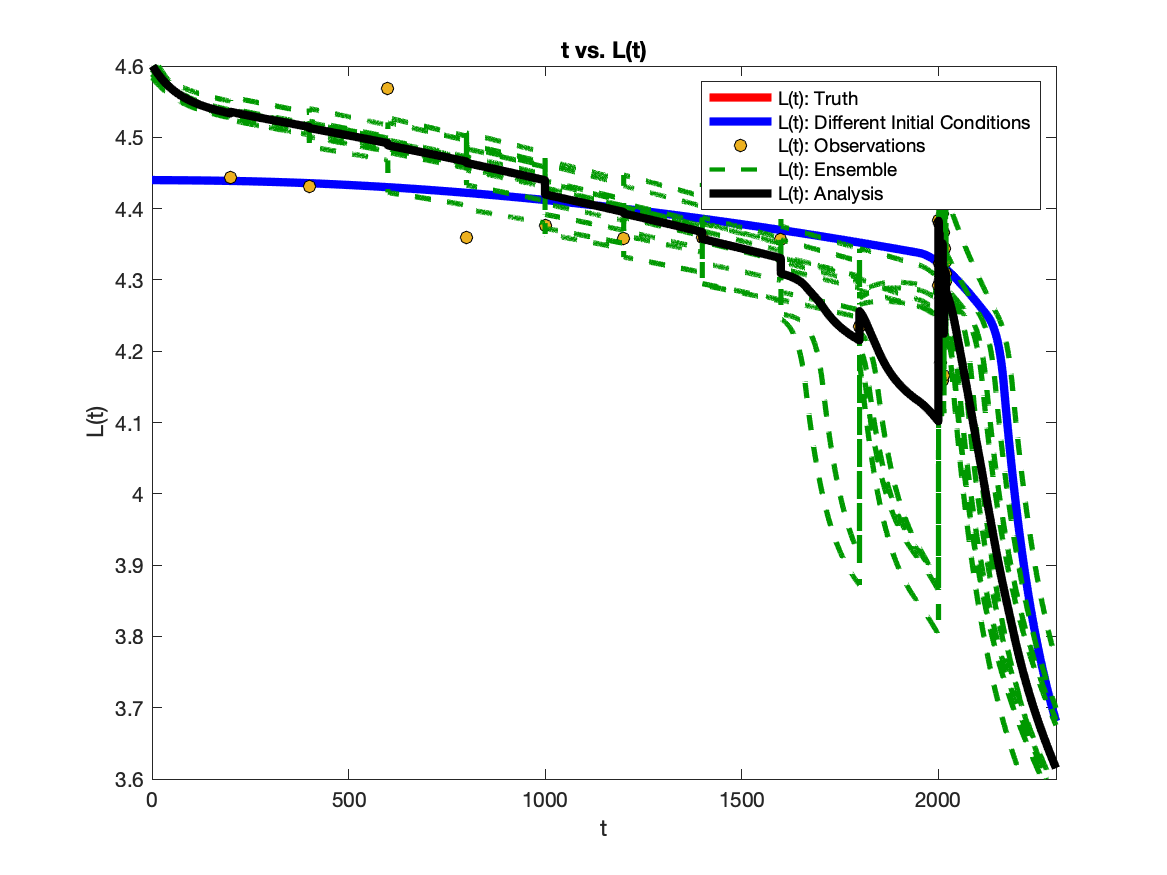 t vs. L(t)
4.6
4.5
4.4
4.3
4.2
4.1
4
3.9
3.8
3.7
3.6
L(t)
L(t): Truth
L(t): Different Initial Conditions
L(t): Observations
L(t): Ensemble
L(t): Analysis
0
500
1000
1500
2000
t